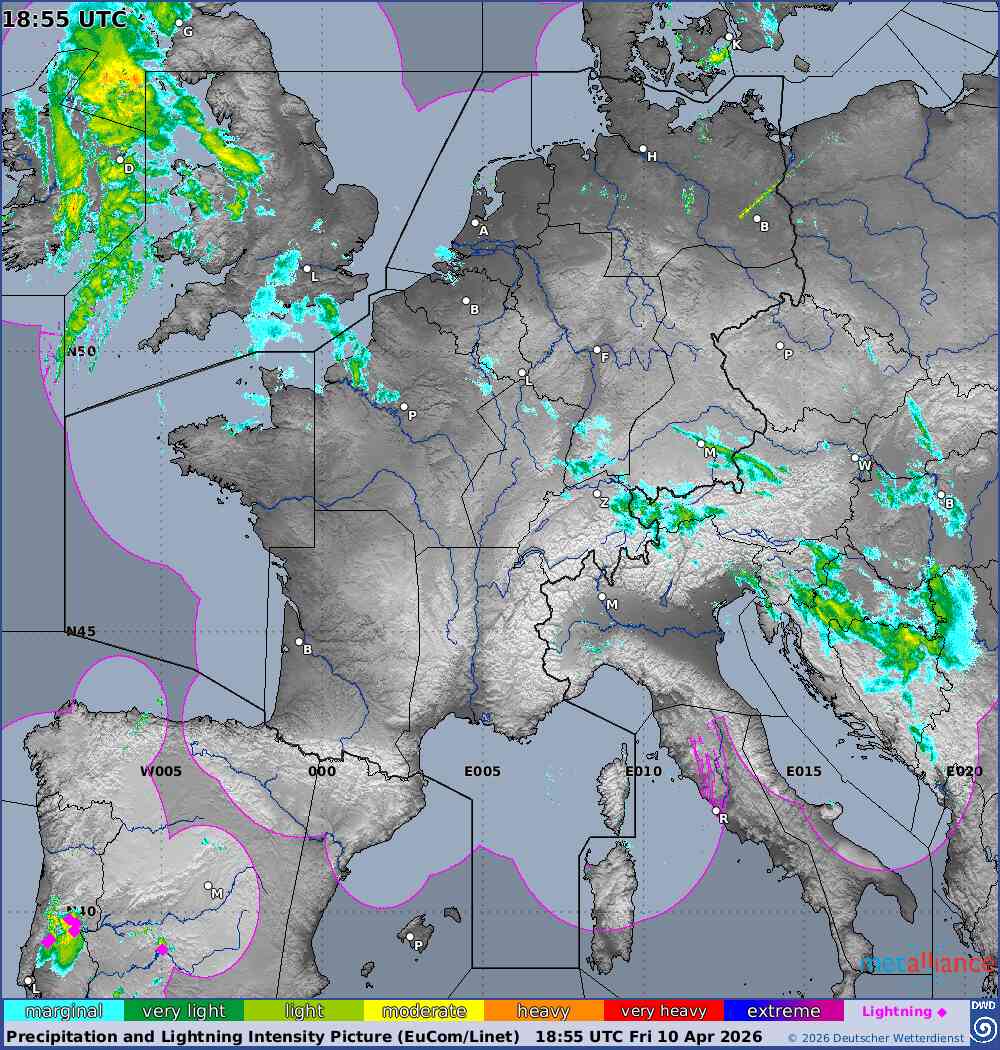 18:55 UTC
G
K
H
D
A
B
L
B
N50
F
P
L
P
M
W
Z
B
M
N45
B
W005
000
E005
E010
E015
E020
R
M
N40
P
L
metalliance
marginal very light light moderate heavy very heavy extreme Lightning ◆ DWD
Precipitation and Lightning Intensity Picture (EuCom/Linet) 18:55 UTC Fri 10 Apr 2026 © 2026 Deutscher Wetterdienst